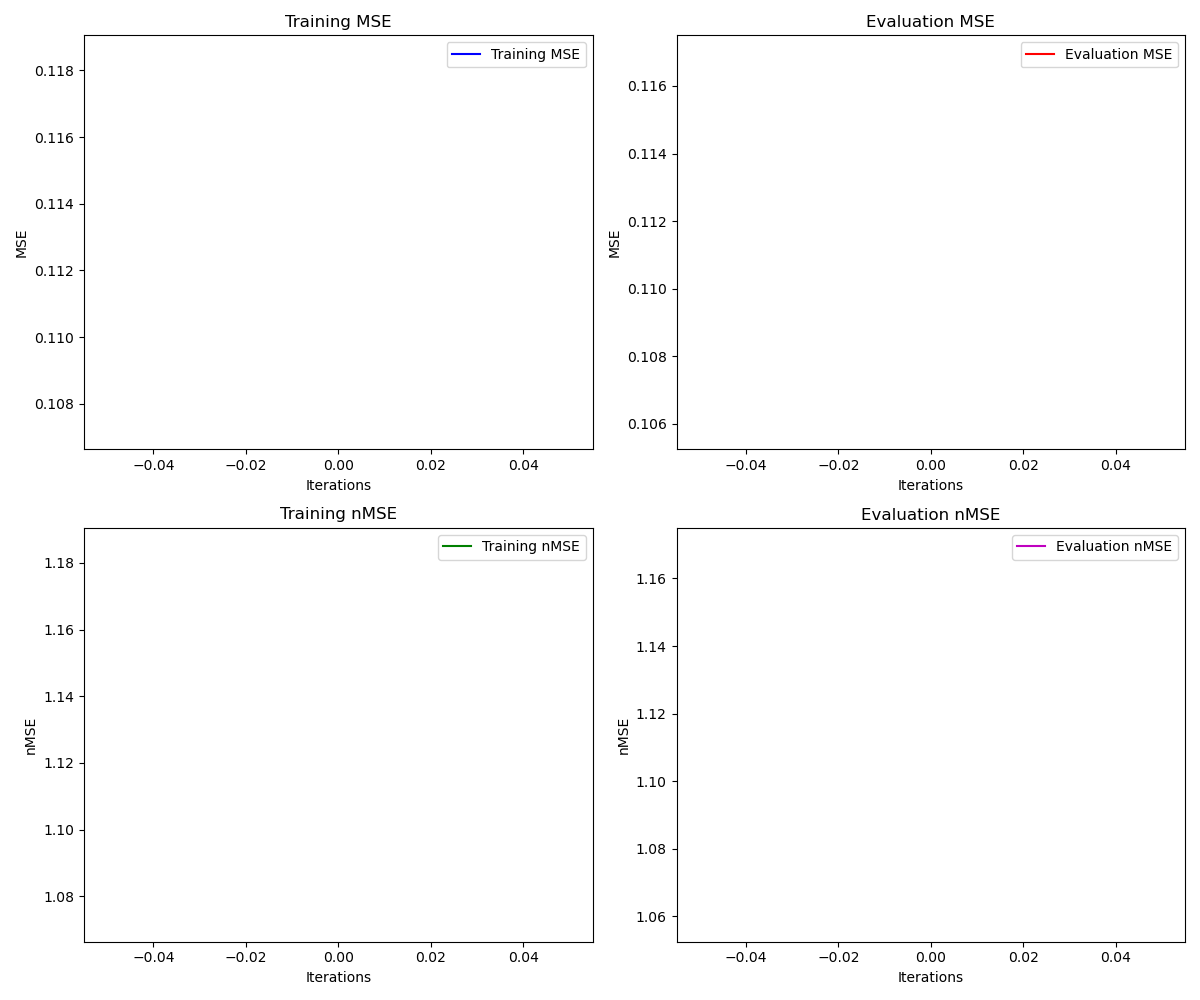 Training MSE
Training MSE
0.118
0.116
0.114
0.112
0.110
0.108
MSE
−0.04 −0.02 0.00 0.02 0.04
Iterations
Evaluation MSE
Evaluation MSE
0.116
0.114
0.112
0.110
0.108
0.106
MSE
−0.04 −0.02 0.00 0.02 0.04
Iterations
Training nMSE
Training nMSE
1.18
1.16
1.14
1.12
1.10
1.08
nMSE
−0.04 −0.02 0.00 0.02 0.04
Iterations
Evaluation nMSE
Evaluation nMSE
1.16
1.14
1.12
1.10
1.08
1.06
nMSE
−0.04 −0.02 0.00 0.02 0.04
Iterations